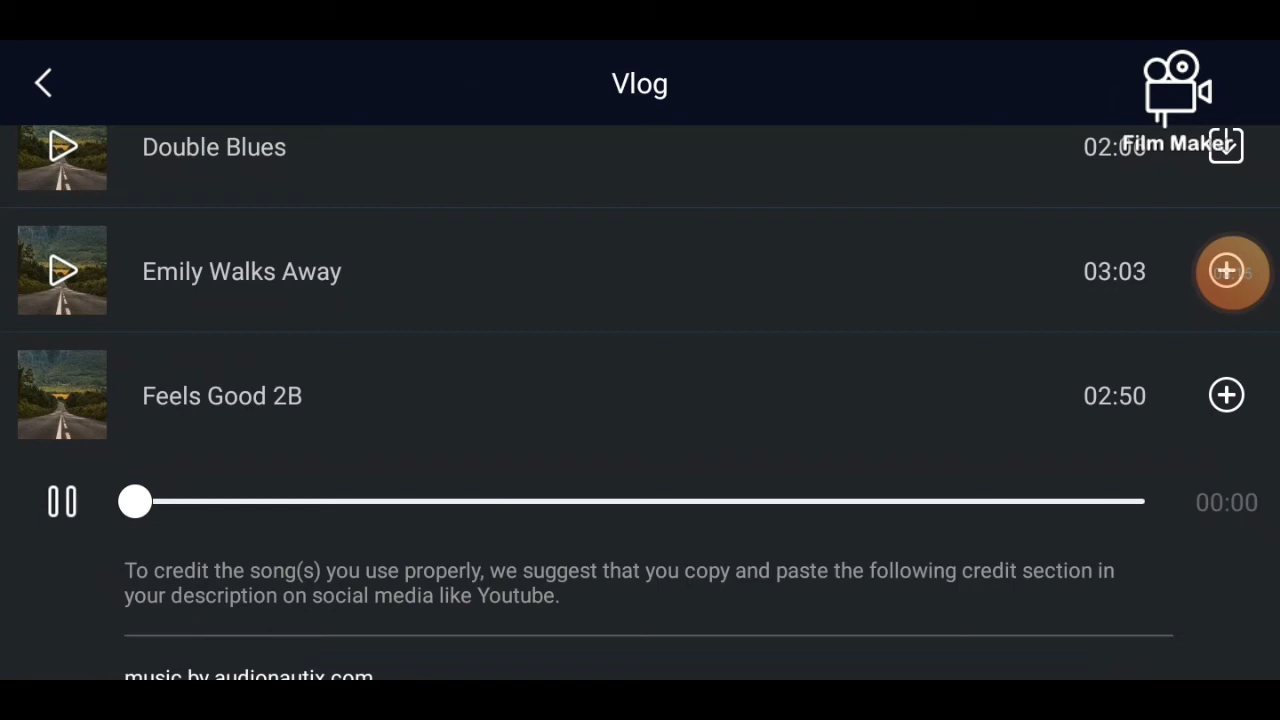 Vlog
Film Maker
Double Blues
Emily Walks Away
03:03
Feels Good 2B
02:50
00:00
To credit the song(s) you use properly, we suggest that you copy and paste the following credit section in
your description on social media like Youtube.
music by audionautix.com